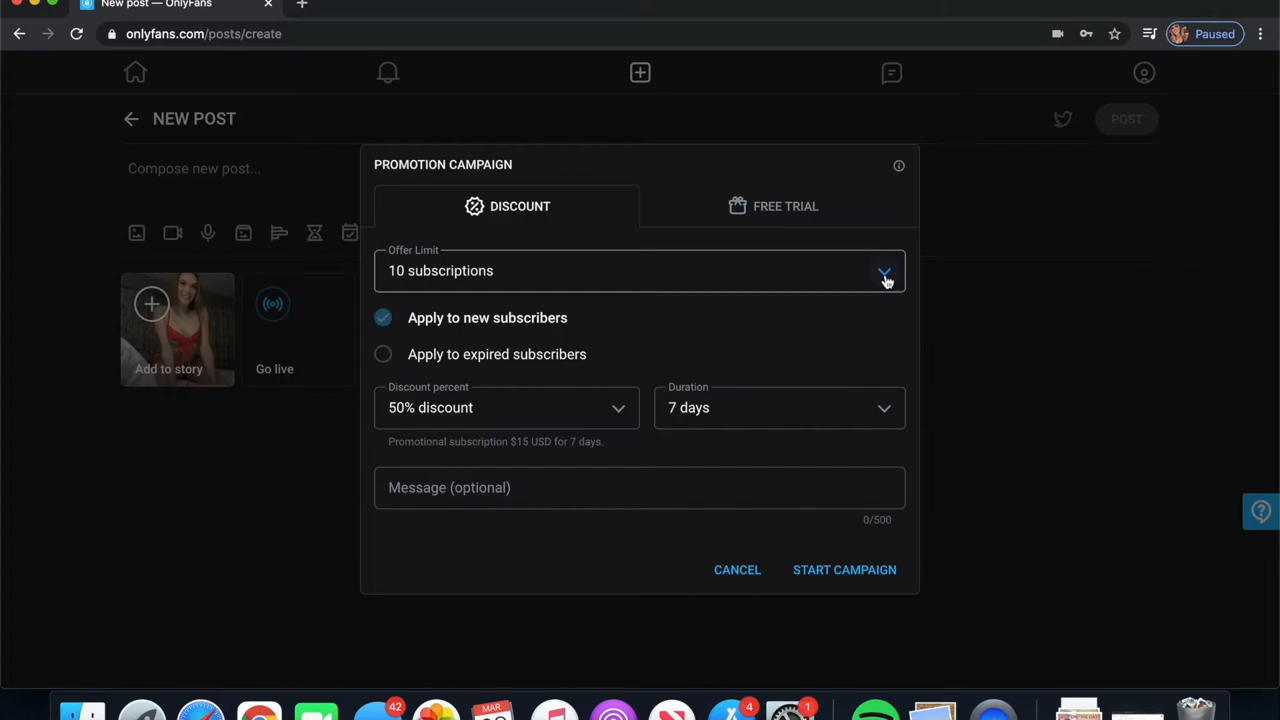 New post — OnlyFans
onlyfans.com/posts/create
Paused
NEW POST
POST
Compose new post...
PROMOTION CAMPAIGN
DISCOUNT
FREE TRIAL
Offer Limit
10 subscriptions
Apply to new subscribers
Apply to expired subscribers
Add to story
Go live
Discount percent
50% discount
Duration
7 days
Promotional subscription $15 USD for 7 days.
Message (optional)
0/500
CANCEL
START CAMPAIGN
42
MAR
4
1